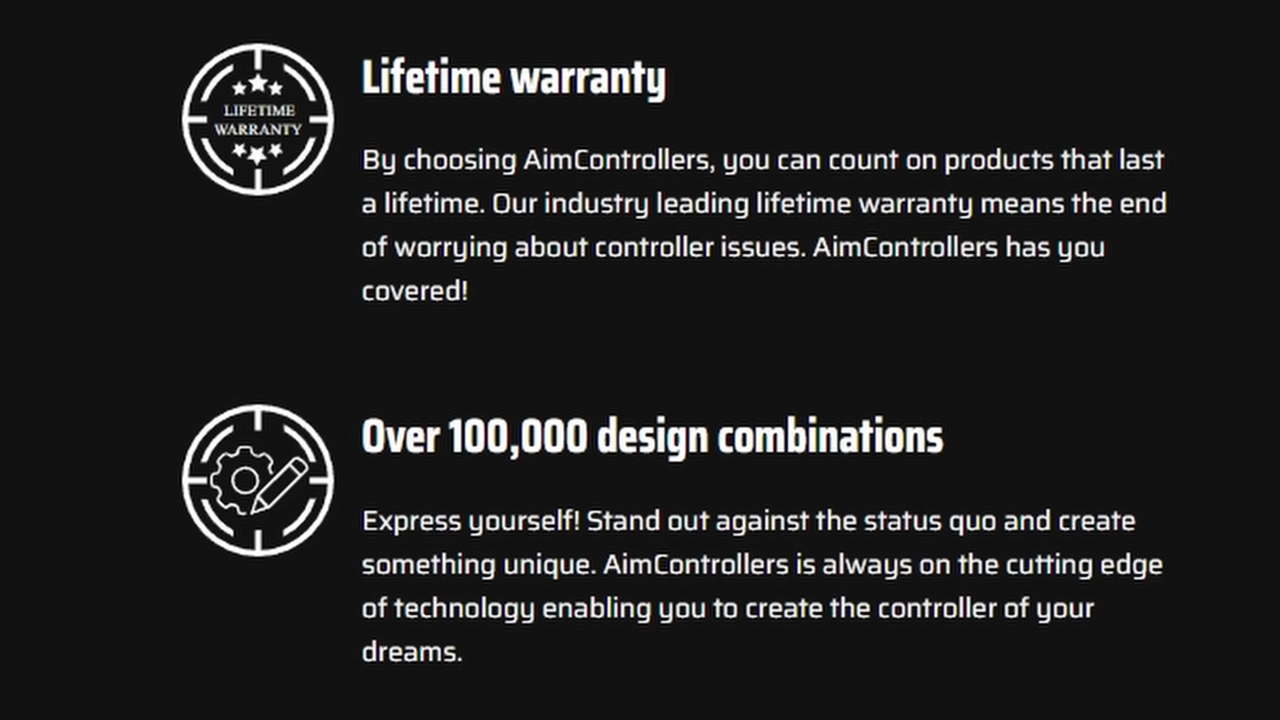 Lifetime warranty
LIFETIME
WARRANTY
By choosing AimControllers, you can count on products that last
a lifetime. Our industry leading lifetime warranty means the end
of worrying about controller issues. AimControllers has you
covered!
Over 100,000 design combinations
Express yourself! Stand out against the status quo and create
something unique. AimControllers is always on the cutting edge
of technology enabling you to create the controller of your
dreams.